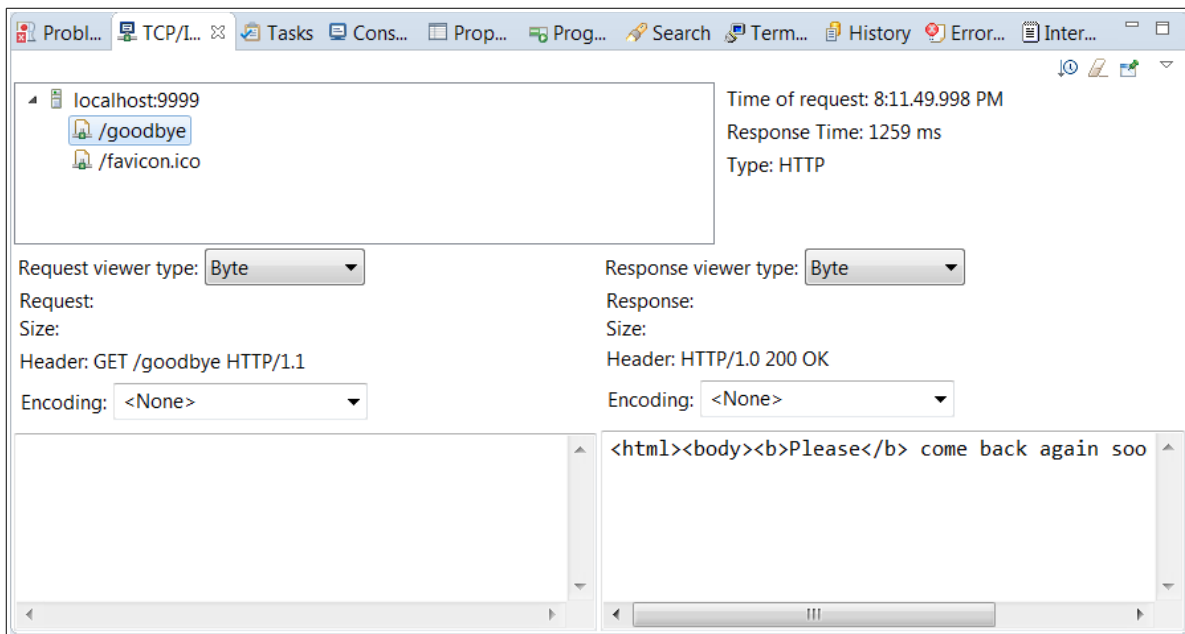 Probl... TCP/I... Tasks Cons... Prop... Prog... Search Term... History Error... Inter...
localhost:9999
/goodbye
/favicon.ico
Time of request: 8:11.49.998 PM
Response Time: 1259 ms
Type: HTTP
Request viewer type: Byte
Request:
Size:
Header: GET /goodbye HTTP/1.1
Encoding: <None>
Response viewer type: Byte
Response:
Size:
Header: HTTP/1.0 200 OK
Encoding: <None>
<html><body><b>Please</b> come back again soo